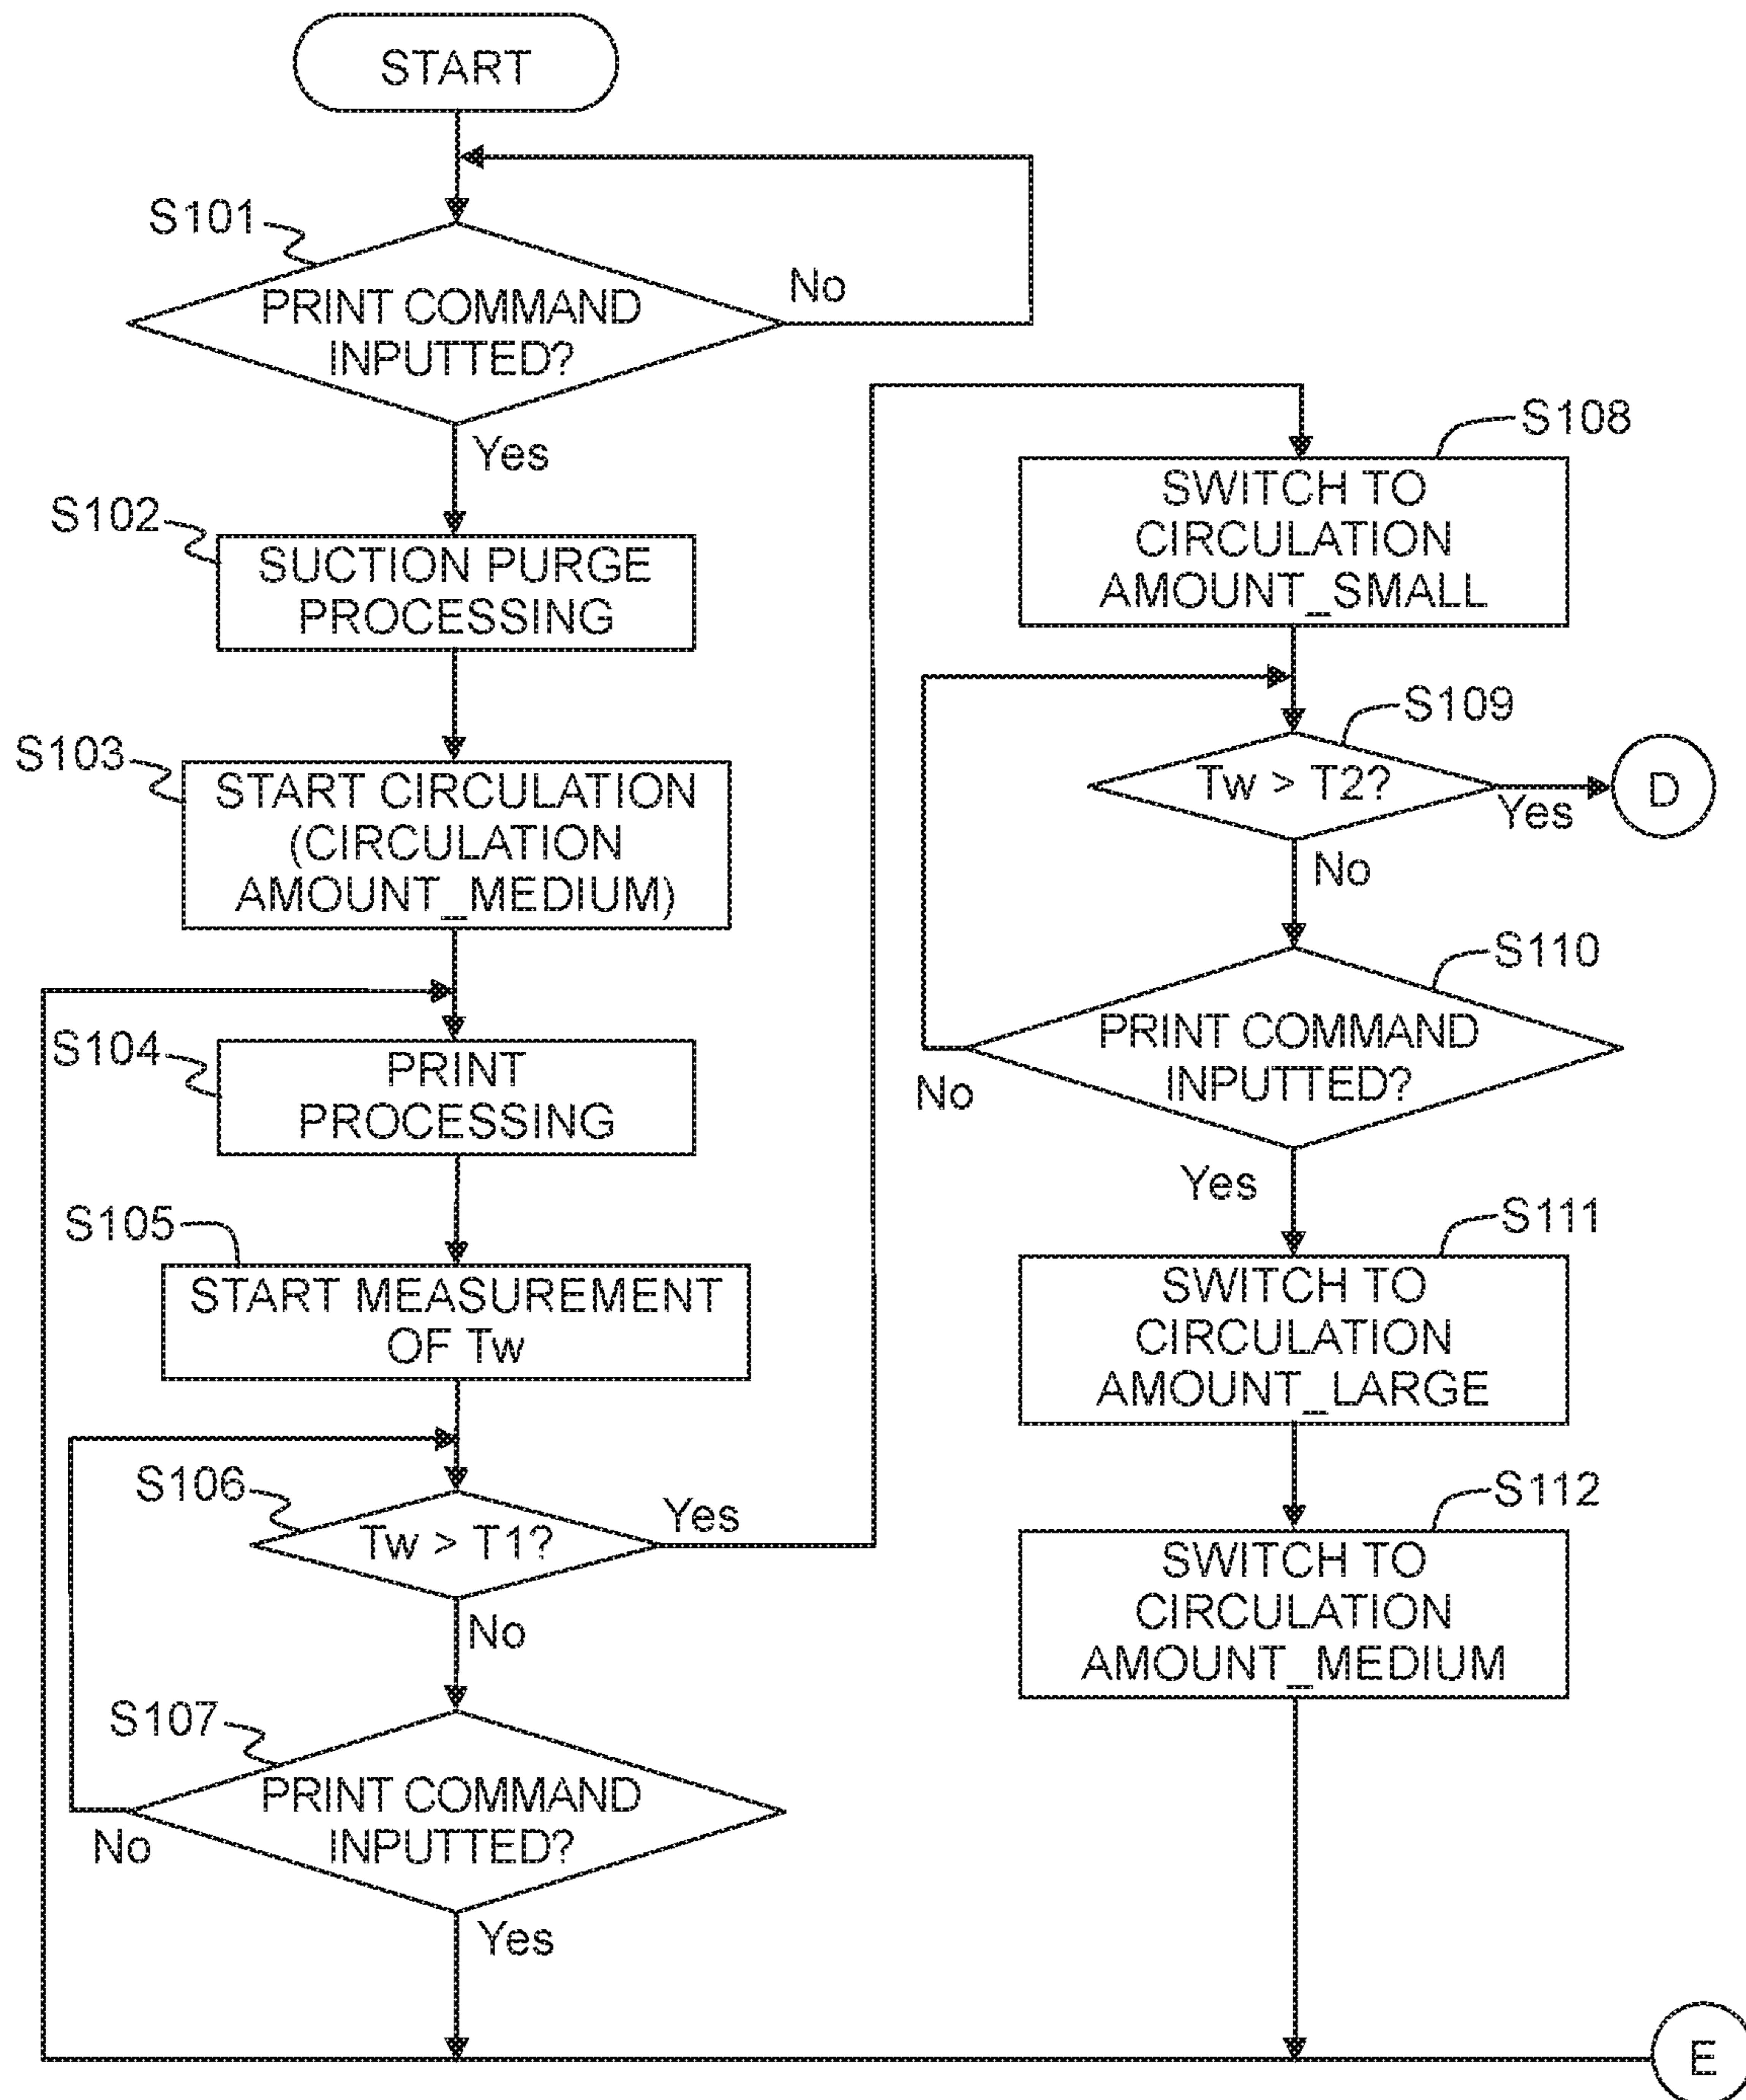 START
S101
PRINT COMMAND
INPUTTED?
No
Yes
S102
SUCTION PURGE
PROCESSING
S103
START CIRCULATION
(CIRCULATION
AMOUNT_MEDIUM)
S104
PRINT
PROCESSING
S105
START MEASUREMENT
OF Tw
S106
Tw > T1?
Yes
No
S107
PRINT COMMAND
INPUTTED?
No
Yes
S108
SWITCH TO
CIRCULATION
AMOUNT_SMALL
S109
Tw > T2?
Yes
D
No
S110
PRINT COMMAND
INPUTTED?
No
Yes
S111
SWITCH TO
CIRCULATION
AMOUNT_LARGE
S112
SWITCH TO
CIRCULATION
AMOUNT_MEDIUM
E